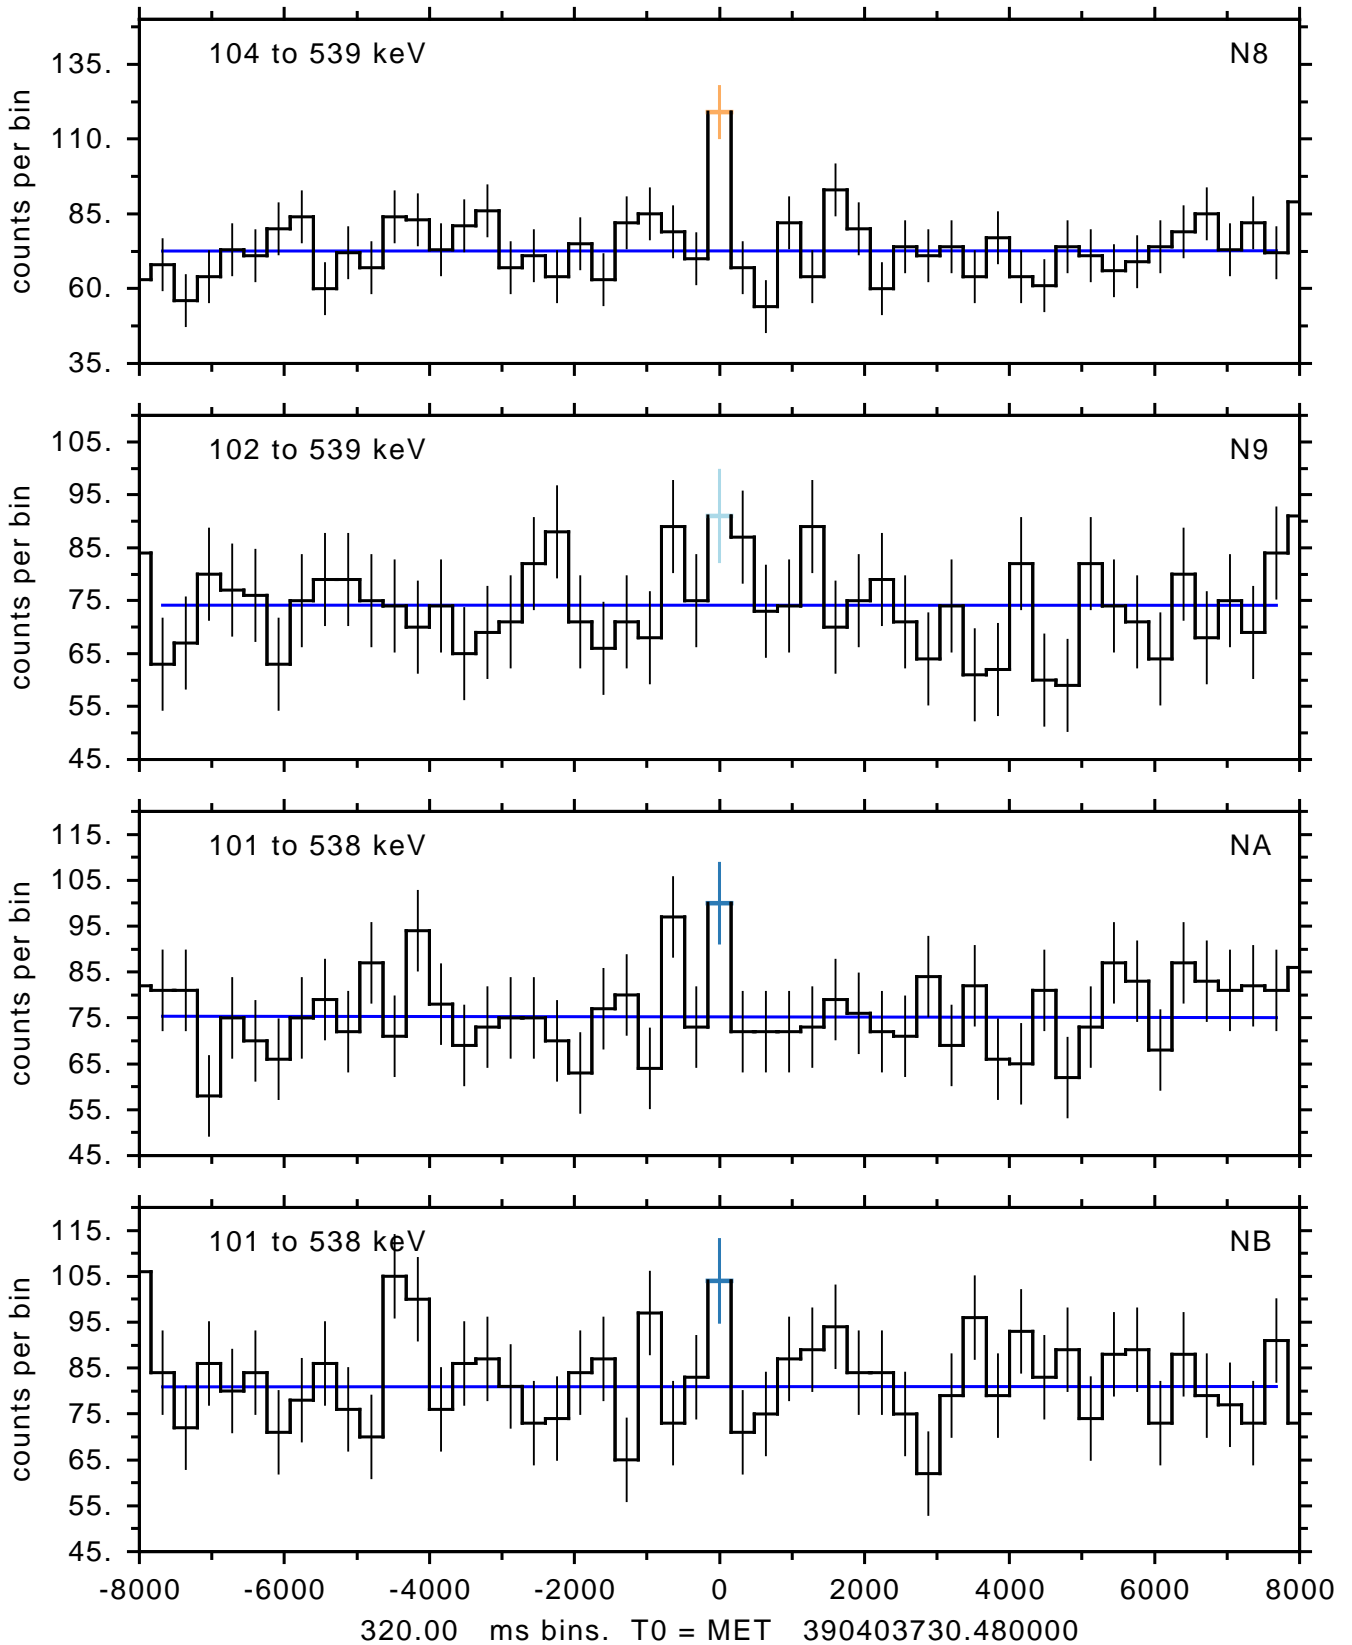 104 to 539 keV N8
135.
110.
85.
60.
35.
counts per bin
102 to 539 keV N9
105.
95.
85.
75.
65.
55.
45.
counts per bin
101 to 538 keV NA
115.
105.
95.
85.
75.
65.
55.
45.
counts per bin
101 to 538 keV NB
115.
105.
95.
85.
75.
65.
55.
45.
counts per bin
-8000 -6000 -4000 -2000 0 2000 4000 6000 8000
320.00 ms bins. T0 = MET 390403730.480000